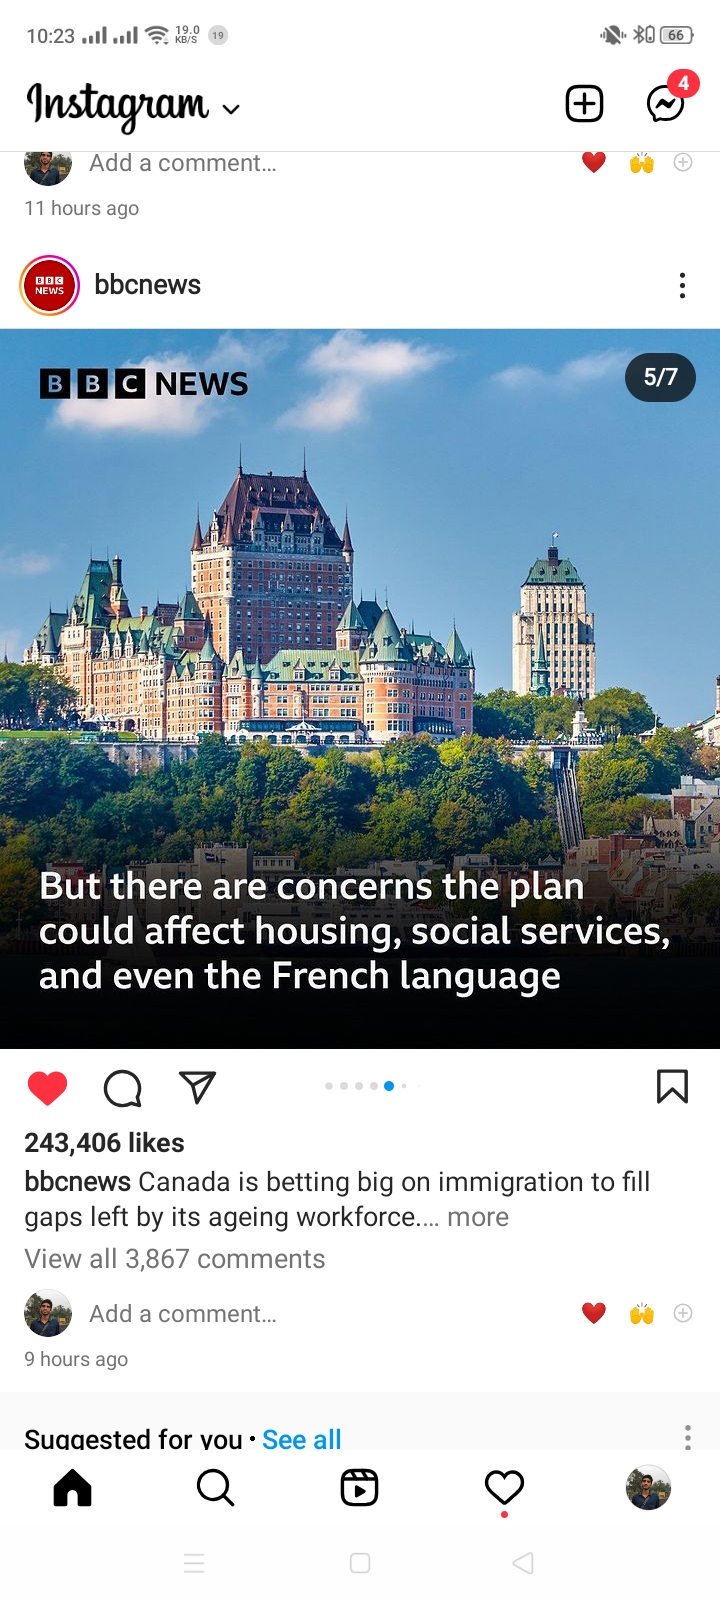 10:23 19.0 KB/S 19 66
Instagram 4
Add a comment...
11 hours ago
BBC NEWS bbcnews
BBC NEWS 5/7
But there are concerns the plan
could affect housing, social services,
and even the French language
243,406 likes
bbcnews Canada is betting big on immigration to fill
gaps left by its ageing workforce.... more
View all 3,867 comments
Add a comment...
9 hours ago
Suggested for you • See all